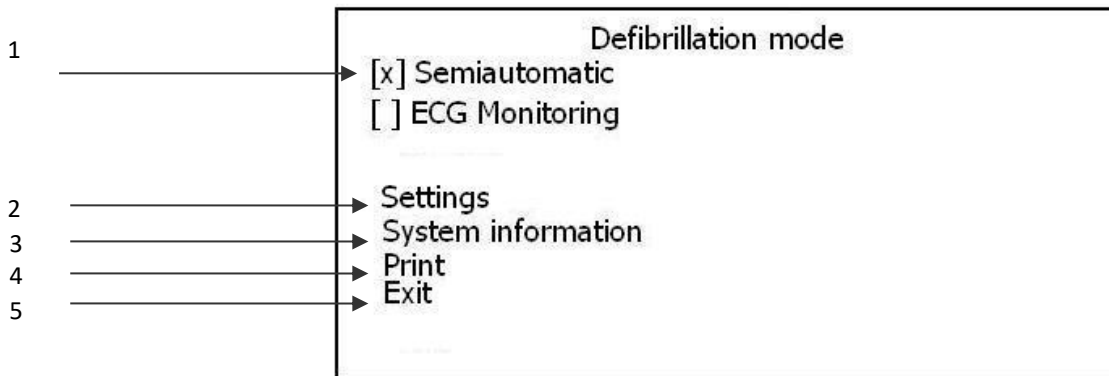 Defibrillation mode
1
[x] Semiautomatic
[ ] ECG Monitoring
2 Settings
3 System information
4 Print
5 Exit